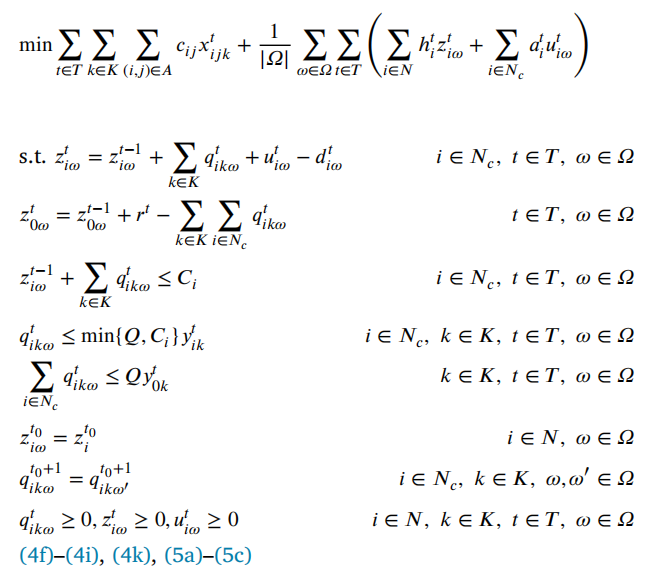 min ∑_{t∈T} ∑_{k∈K} ∑_{(i,j)∈A} c_{ij} x^t_{ijk} + \frac{1}{|Ω|} ∑_{ω∈Ω} ∑_{t∈T} ( ∑_{i∈N} h^t_i z^t_{iω} + ∑_{i∈N_c} d^t_i u^t_{iω} )
s.t. z^t_{iω} = z^{t−1}_{iω} + ∑_{k∈K} q^t_{ikω} + u^t_{iω} − d^t_{iω} i ∈ N_c, t ∈ T, ω ∈ Ω
z^t_{0ω} = z^{t−1}_{0ω} + r^t − ∑_{k∈K} ∑_{i∈N_c} q^t_{ikω} t ∈ T, ω ∈ Ω
z^{t−1}_{iω} + ∑_{k∈K} q^t_{ikω} ≤ C_i i ∈ N_c, t ∈ T, ω ∈ Ω
q^t_{ikω} ≤ min{Q, C_i} y^t_{ik} i ∈ N_c, k ∈ K, t ∈ T, ω ∈ Ω
∑_{i∈N_c} q^t_{ikω} ≤ Q y^t_{0k} k ∈ K, t ∈ T, ω ∈ Ω
z^{t_0}_{iω} = z^{t_0}_i i ∈ N, ω ∈ Ω
q^{t_0+1}_{ikω} = q^{t_0+1}_{ikω′} i ∈ N_c, k ∈ K, ω, ω′ ∈ Ω
q^t_{ikω} ≥ 0, z^t_{iω} ≥ 0, u^t_{iω} ≥ 0 i ∈ N, k ∈ K, t ∈ T, ω ∈ Ω
(4f)–(4i), (4k), (5a)–(5c)